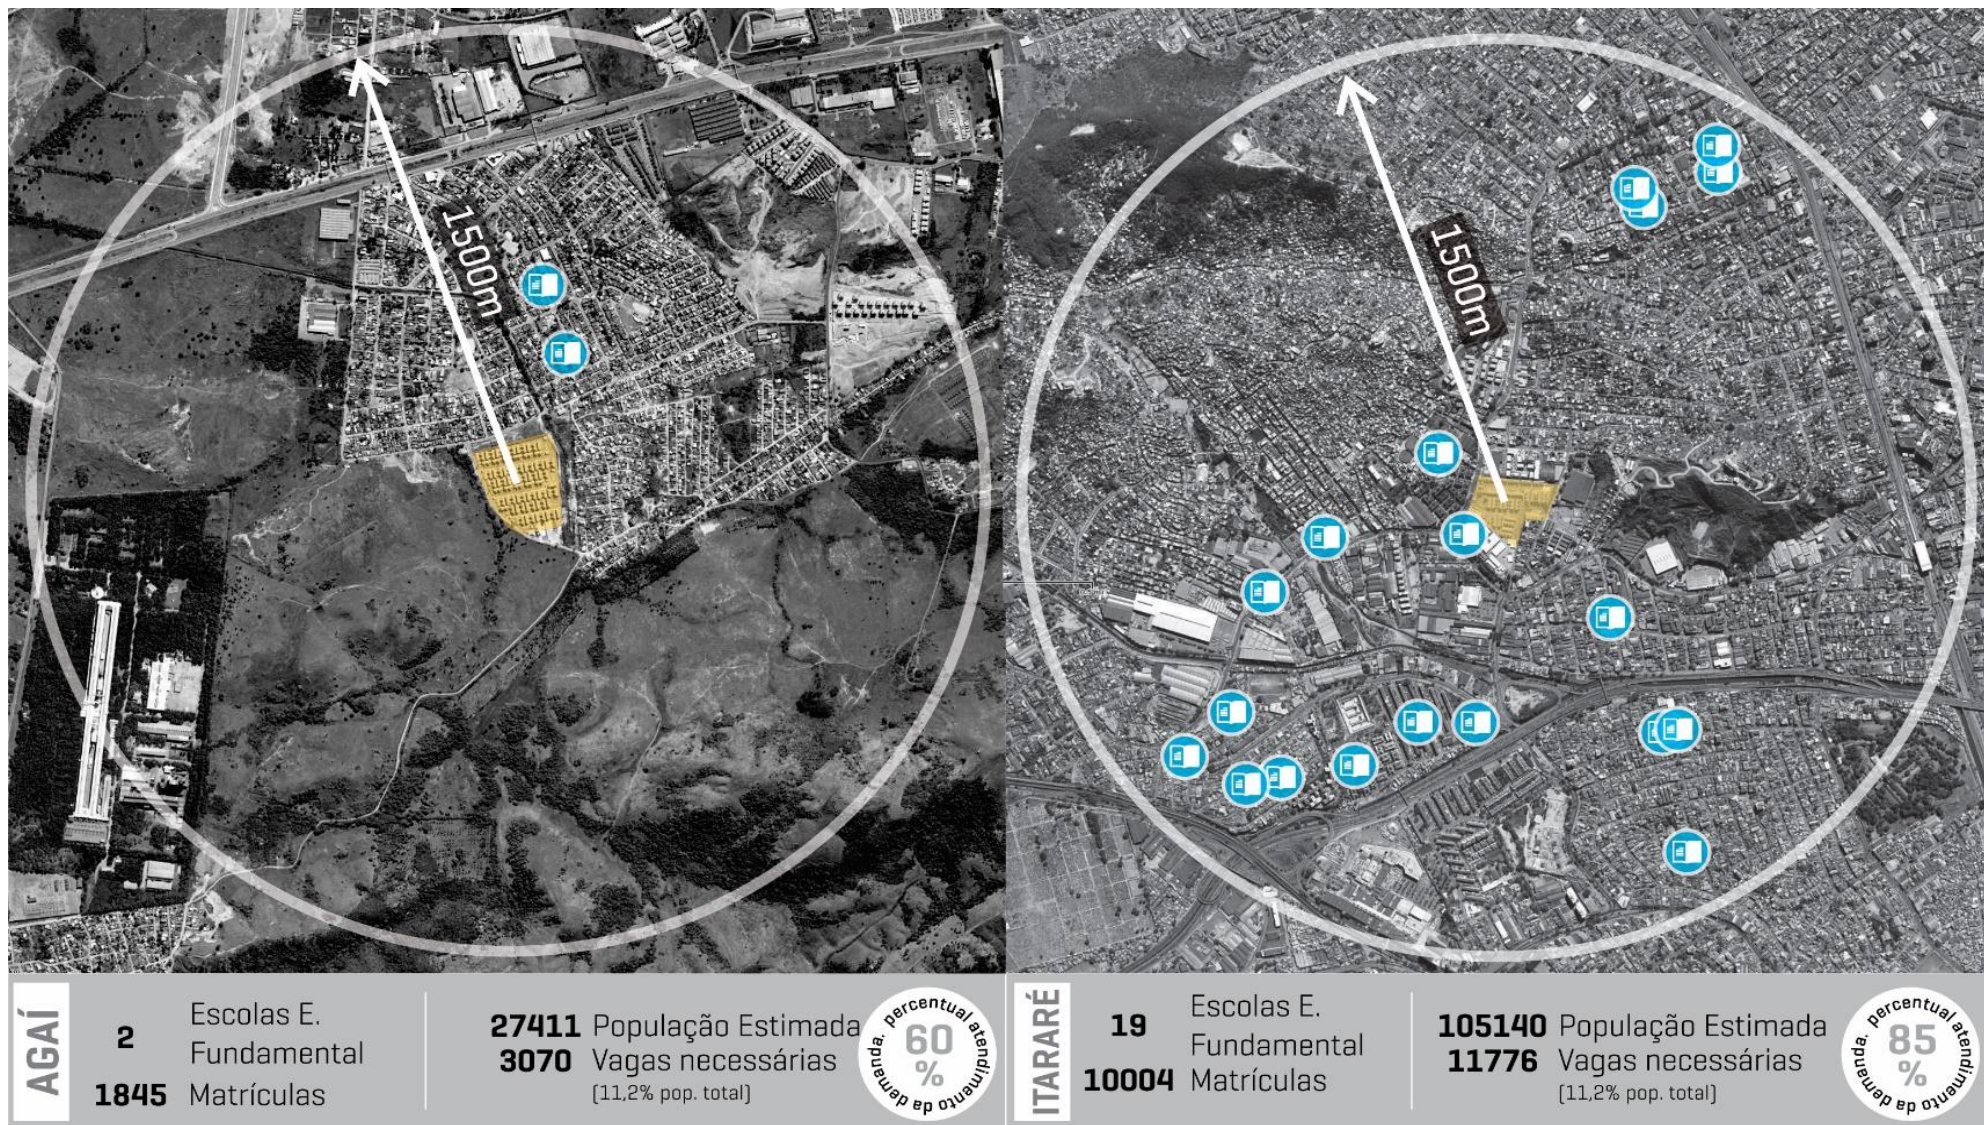 1500m
1500m
AGAÍ
2
Escolas E.
Fundamental
1845 Matrículas
27411 População Estimada
3070 Vagas necessárias
[11,2% pop. total]
percentual atendimento da demanda.
60
%
ITARARÉ
19
Escolas E.
Fundamental
10004 Matrículas
105140 População Estimada
11776 Vagas necessárias
[11,2% pop. total]
percentual atendimento da demanda.
85
%